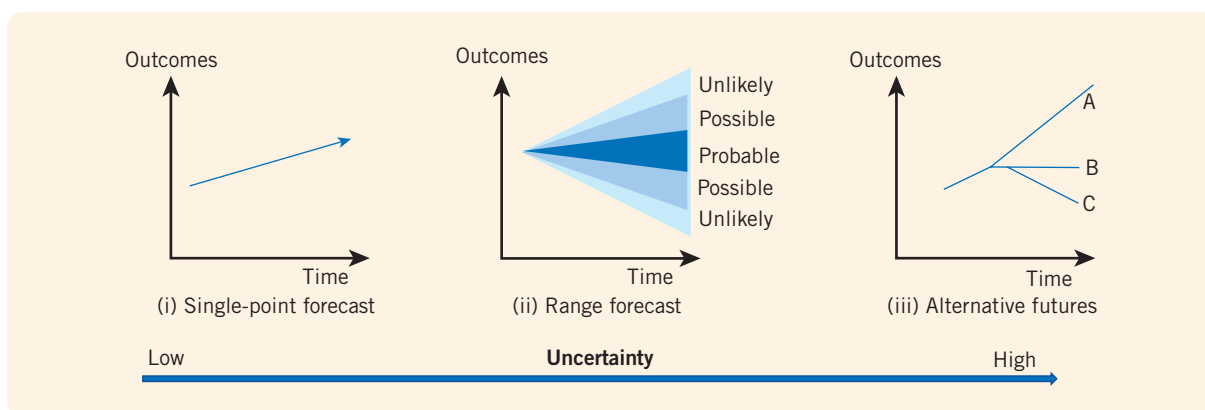 Outcomes
Time
(i) Single-point forecast
Outcomes
Unlikely
Possible
Probable
Possible
Unlikely
Time
(ii) Range forecast
Outcomes
A
B
C
Time
(iii) Alternative futures
Low
Uncertainty
High